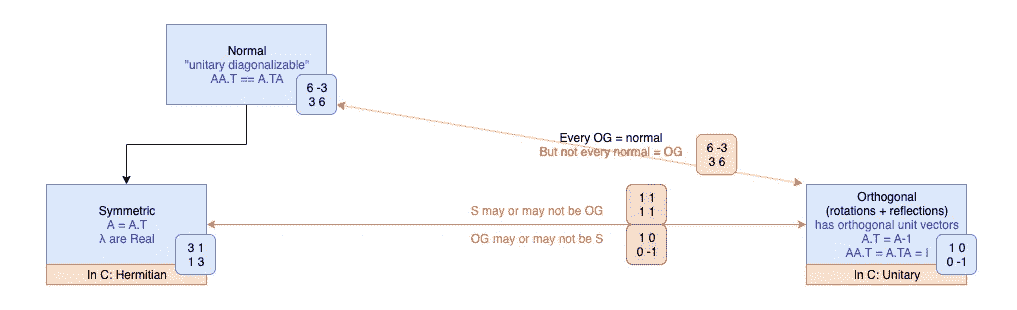 Normal
"unitary diagonalizable"
AA.T == A.TA
6 -3
3 6
Every OG = normal
But not every normal = OG
6 -3
3 6
Symmetric
A = A.T
λ are Real
3 1
1 3
In C: Hermitian
S may or may not be OG
1 1
1 1
OG may or may not be S
1 0
0 -1
Orthogonal
(rotations + reflections)
has orthogonal unit vectors
A.T = A-1
AA.T = A.TA = I
1 0
0 -1
In C: Unitary